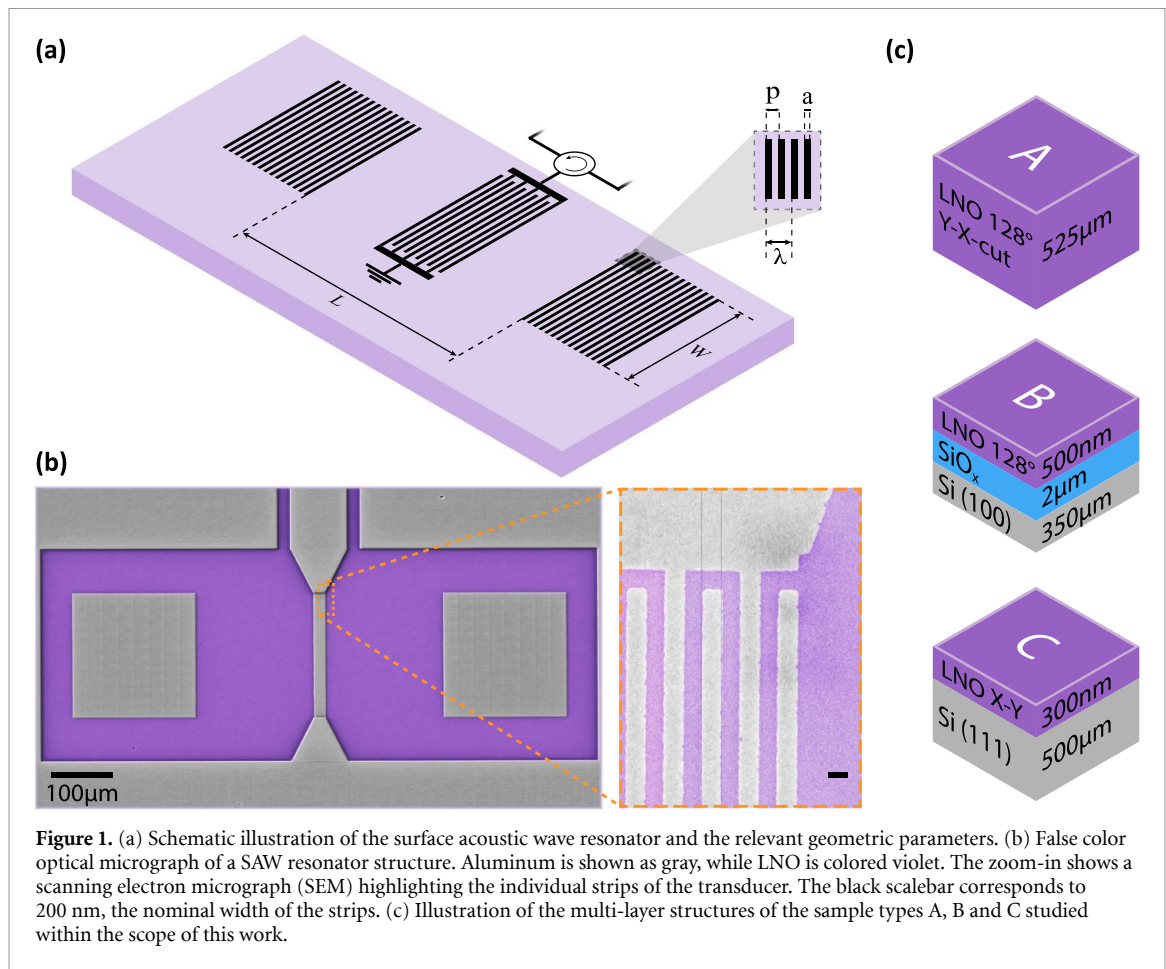 (a)
p
a
λ
L
W
(b)
100µm
(c)
A
LNO 128°
Y-X-cut
525µm
B
LNO 128°
500nm
SiOₓ
2µm
Si (100)
350µm
C
LNO X-Y
300nm
Si (111)
500µm
Figure 1. (a) Schematic illustration of the surface acoustic wave resonator and the relevant geometric parameters. (b) False color
optical micrograph of a SAW resonator structure. Aluminum is shown as gray, while LNO is colored violet. The zoom-in shows a
scanning electron micrograph (SEM) highlighting the individual strips of the transducer. The black scalebar corresponds to
200 nm, the nominal width of the strips. (c) Illustration of the multi-layer structures of the sample types A, B and C studied
within the scope of this work.